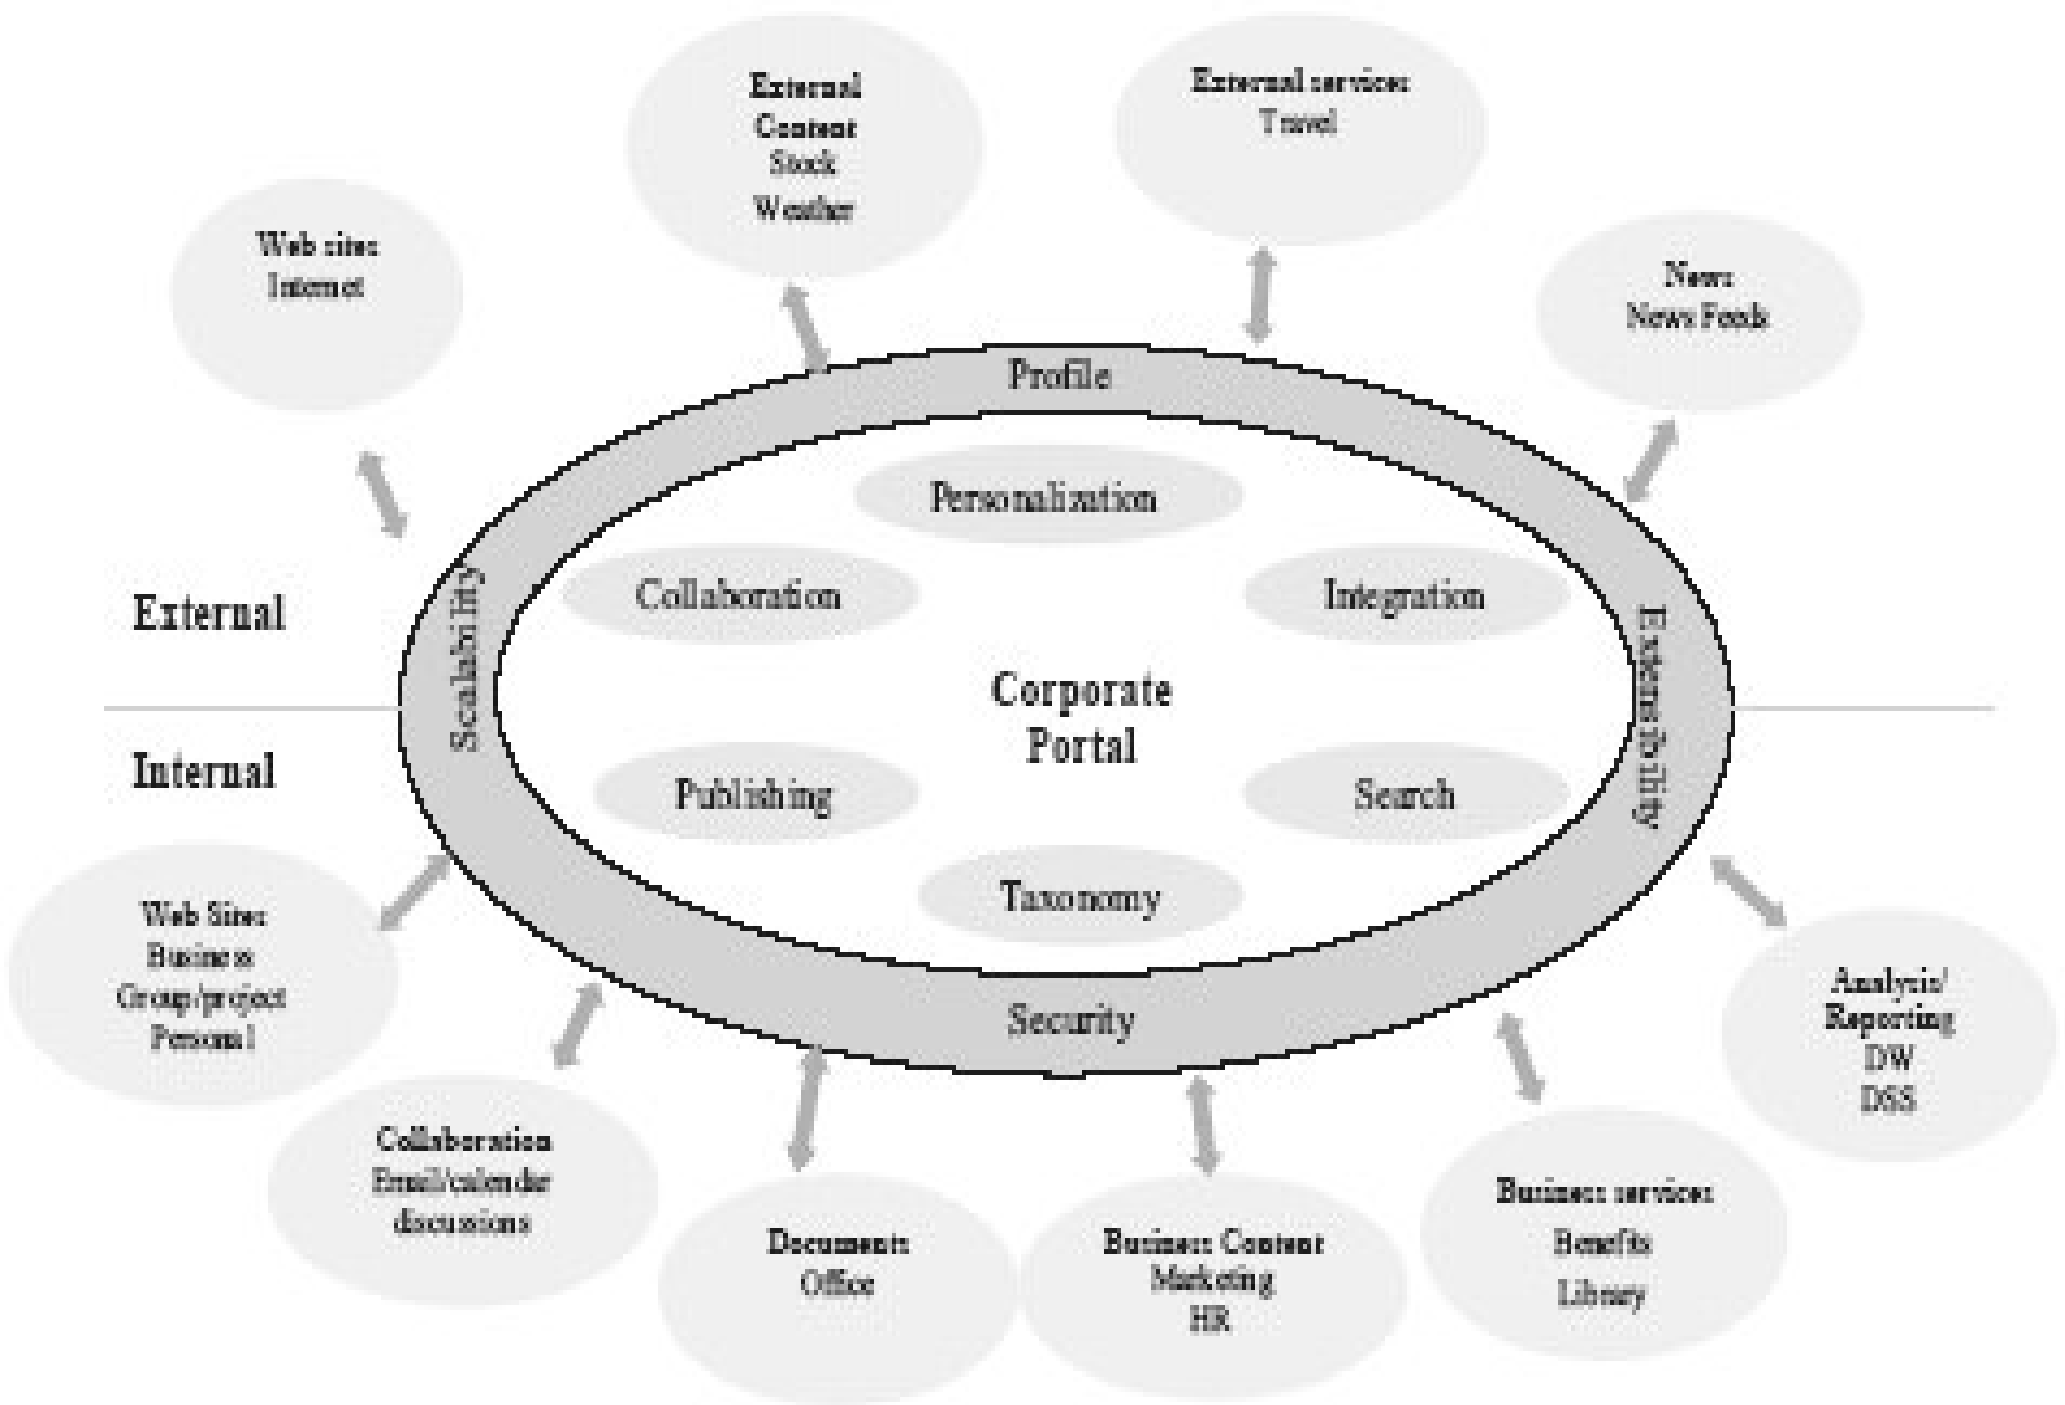 External
Content
Stock
Weather
External services
Travel
Web sites
Internet
News
News Feeds
Profile
Personalization
Collaboration
Integration
External
Scalability
Extensibility
Corporate
Portal
Internal
Publishing
Search
Taxonomy
Security
Web Sites
Business
Group/project
Personal
Analysis/
Reporting
DW
DSS
Collaboration
Email/calendar
discussions
Documents
Office
Business Content
Marketing
HR
Business services
Benefits
Library